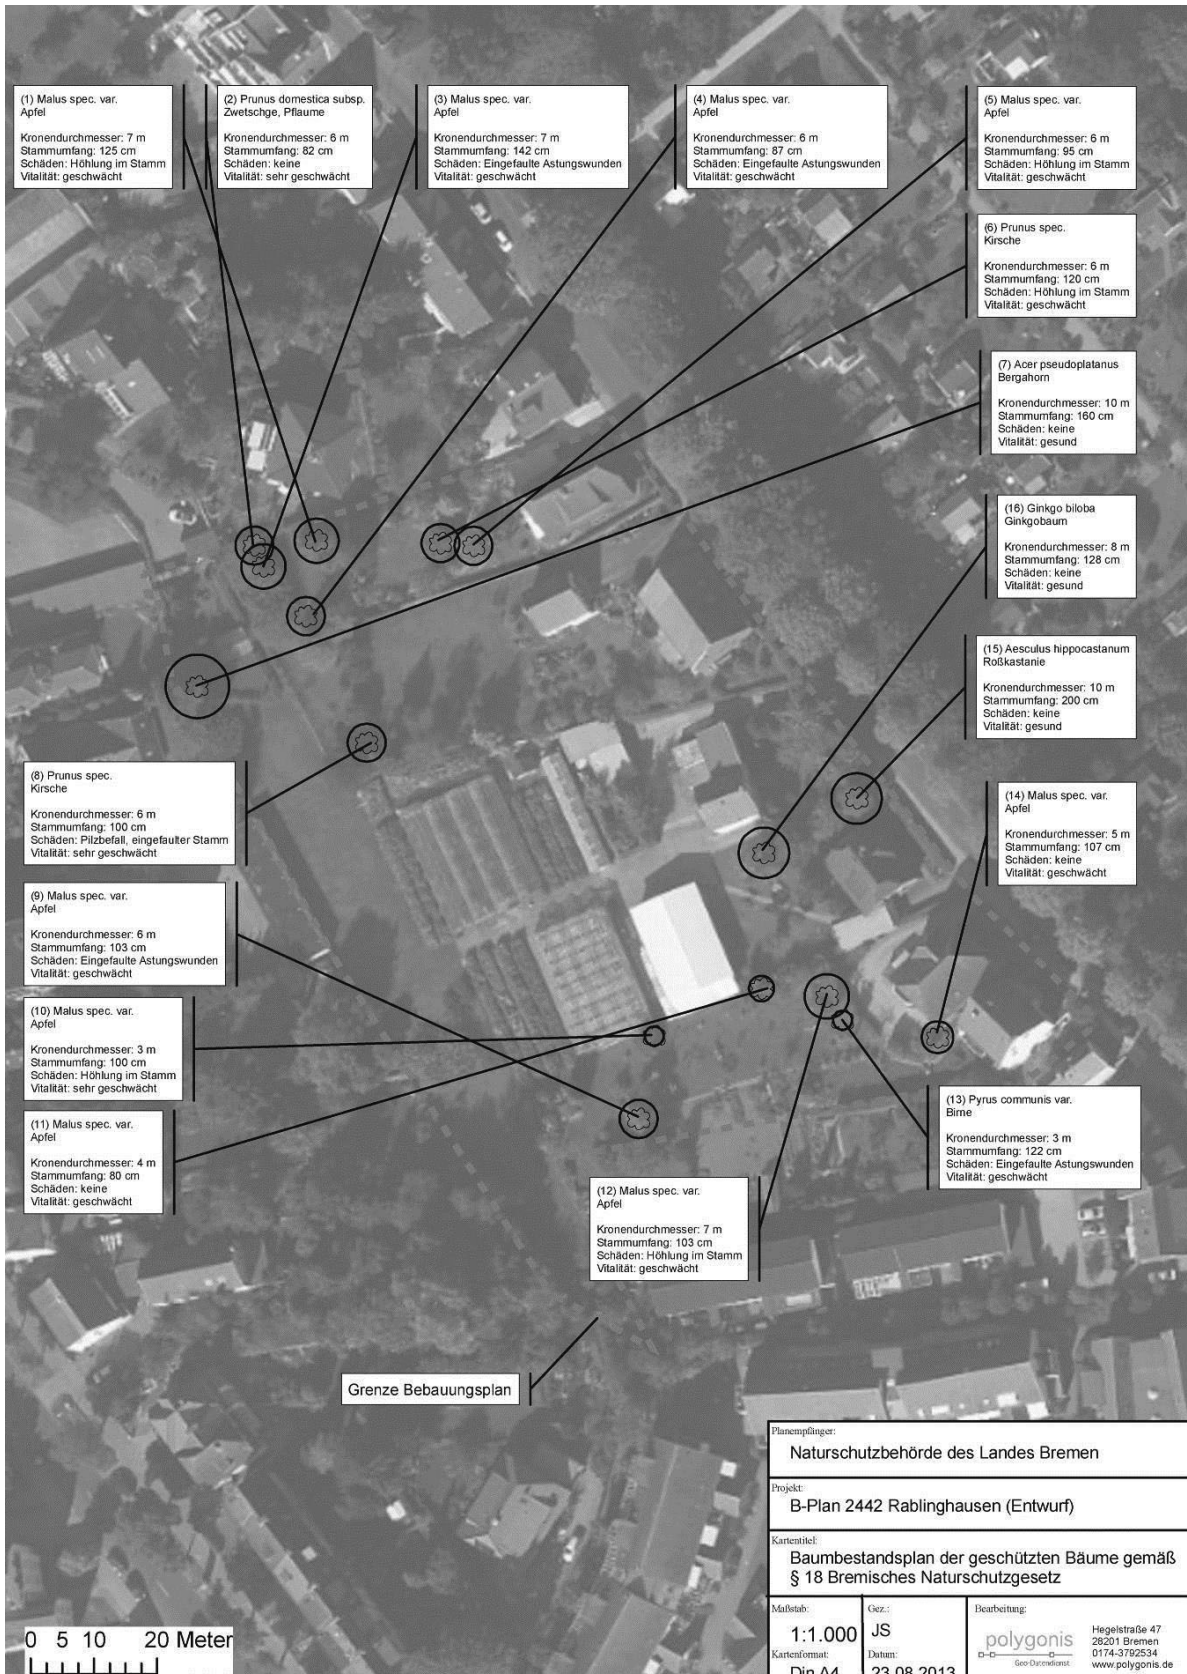 (1) Malus spec. var.
Apfel
Kronendurchmesser: 7 m
Stammumfang: 125 cm
Schäden: Höhlung im Stamm
Vitalität: geschwächt
(2) Prunus domestica subsp.
Zwetschge, Pflaume
Kronendurchmesser: 6 m
Stammumfang: 82 cm
Schäden: keine
Vitalität: sehr geschwächt
(3) Malus spec. var.
Apfel
Kronendurchmesser: 7 m
Stammumfang: 142 cm
Schäden: Eingefaulte Astungswunden
Vitalität: geschwächt
(4) Malus spec. var.
Apfel
Kronendurchmesser: 6 m
Stammumfang: 87 cm
Schäden: Eingefaulte Astungswunden
Vitalität: geschwächt
(5) Malus spec. var.
Apfel
Kronendurchmesser: 6 m
Stammumfang: 95 cm
Schäden: Höhlung im Stamm
Vitalität: geschwächt
(6) Prunus spec.
Kirsche
Kronendurchmesser: 6 m
Stammumfang: 120 cm
Schäden: Höhlung im Stamm
Vitalität: geschwächt
(7) Acer pseudoplatanus
Bergahorn
Kronendurchmesser: 10 m
Stammumfang: 160 cm
Schäden: keine
Vitalität: gesund
(16) Ginkgo biloba
Ginkgobaum
Kronendurchmesser: 8 m
Stammumfang: 128 cm
Schäden: keine
Vitalität: gesund
(15) Aesculus hippocastanum
Roßkastanie
Kronendurchmesser: 10 m
Stammumfang: 200 cm
Schäden: keine
Vitalität: gesund
(8) Prunus spec.
Kirsche
Kronendurchmesser: 6 m
Stammumfang: 100 cm
Schäden: Pilzbefall, eingefaulter Stamm
Vitalität: sehr geschwächt
(14) Malus spec. var.
Apfel
Kronendurchmesser: 5 m
Stammumfang: 107 cm
Schäden: keine
Vitalität: geschwächt
(9) Malus spec. var.
Apfel
Kronendurchmesser: 6 m
Stammumfang: 103 cm
Schäden: Eingefaulte Astungswunden
Vitalität: geschwächt
(10) Malus spec. var.
Apfel
Kronendurchmesser: 3 m
Stammumfang: 100 cm
Schäden: Höhlung im Stamm
Vitalität: sehr geschwächt
(11) Malus spec. var.
Apfel
Kronendurchmesser: 4 m
Stammumfang: 80 cm
Schäden: keine
Vitalität: geschwächt
(13) Pyrus communis var.
Birne
Kronendurchmesser: 3 m
Stammumfang: 122 cm
Schäden: Eingefaulte Astungswunden
Vitalität: geschwächt
(12) Malus spec. var.
Apfel
Kronendurchmesser: 7 m
Stammumfang: 103 cm
Schäden: Höhlung im Stamm
Vitalität: geschwächt
Grenze Bebauungsplan
Planempfänger:
Naturschutzbehörde des Landes Bremen
Projekt:
B-Plan 2442 Rablinghausen (Entwurf)
Kartentitel:
Baumbestandsplan der geschützten Bäume gemäß
§ 18 Bremisches Naturschutzgesetz
Maßstab:
1:1.000
Gez.:
JS
Bearbeitung:
polygonis
Geo-Datendienst
Hegelstraße 47
28201 Bremen
0174-3792534
www.polygonis.de
Kartenformat:
Din A4
Datum:
23.08.2013
0 5 10 20 Meter